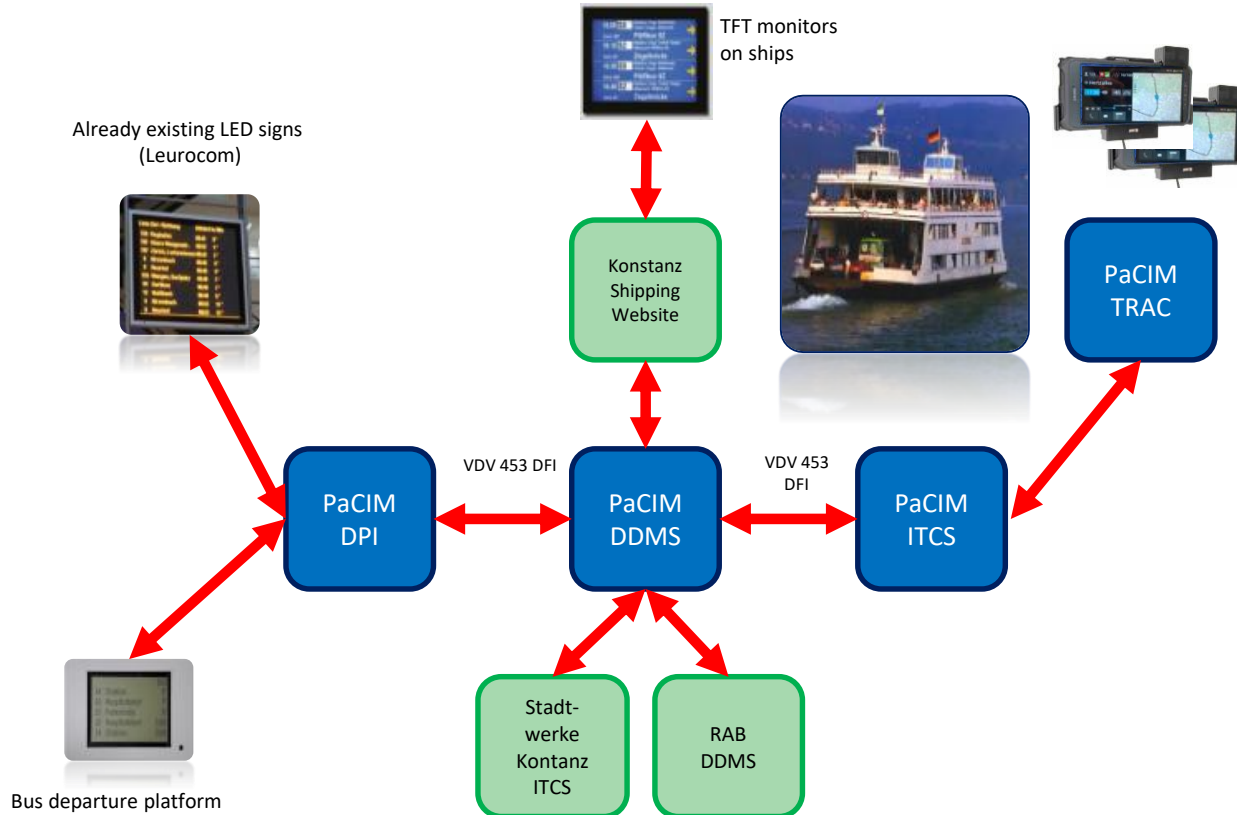 TFT monitors
on ships
Already existing LED signs
(Leurocom)
Konstanz
Shipping
Website
PaCIM
TRAC
VDV 453 DFI
VDV 453
DFI
PaCIM
DPI
PaCIM
DDMS
PaCIM
ITCS
Stadt-
werke
Kontanz
ITCS
RAB
DDMS
Bus departure platform